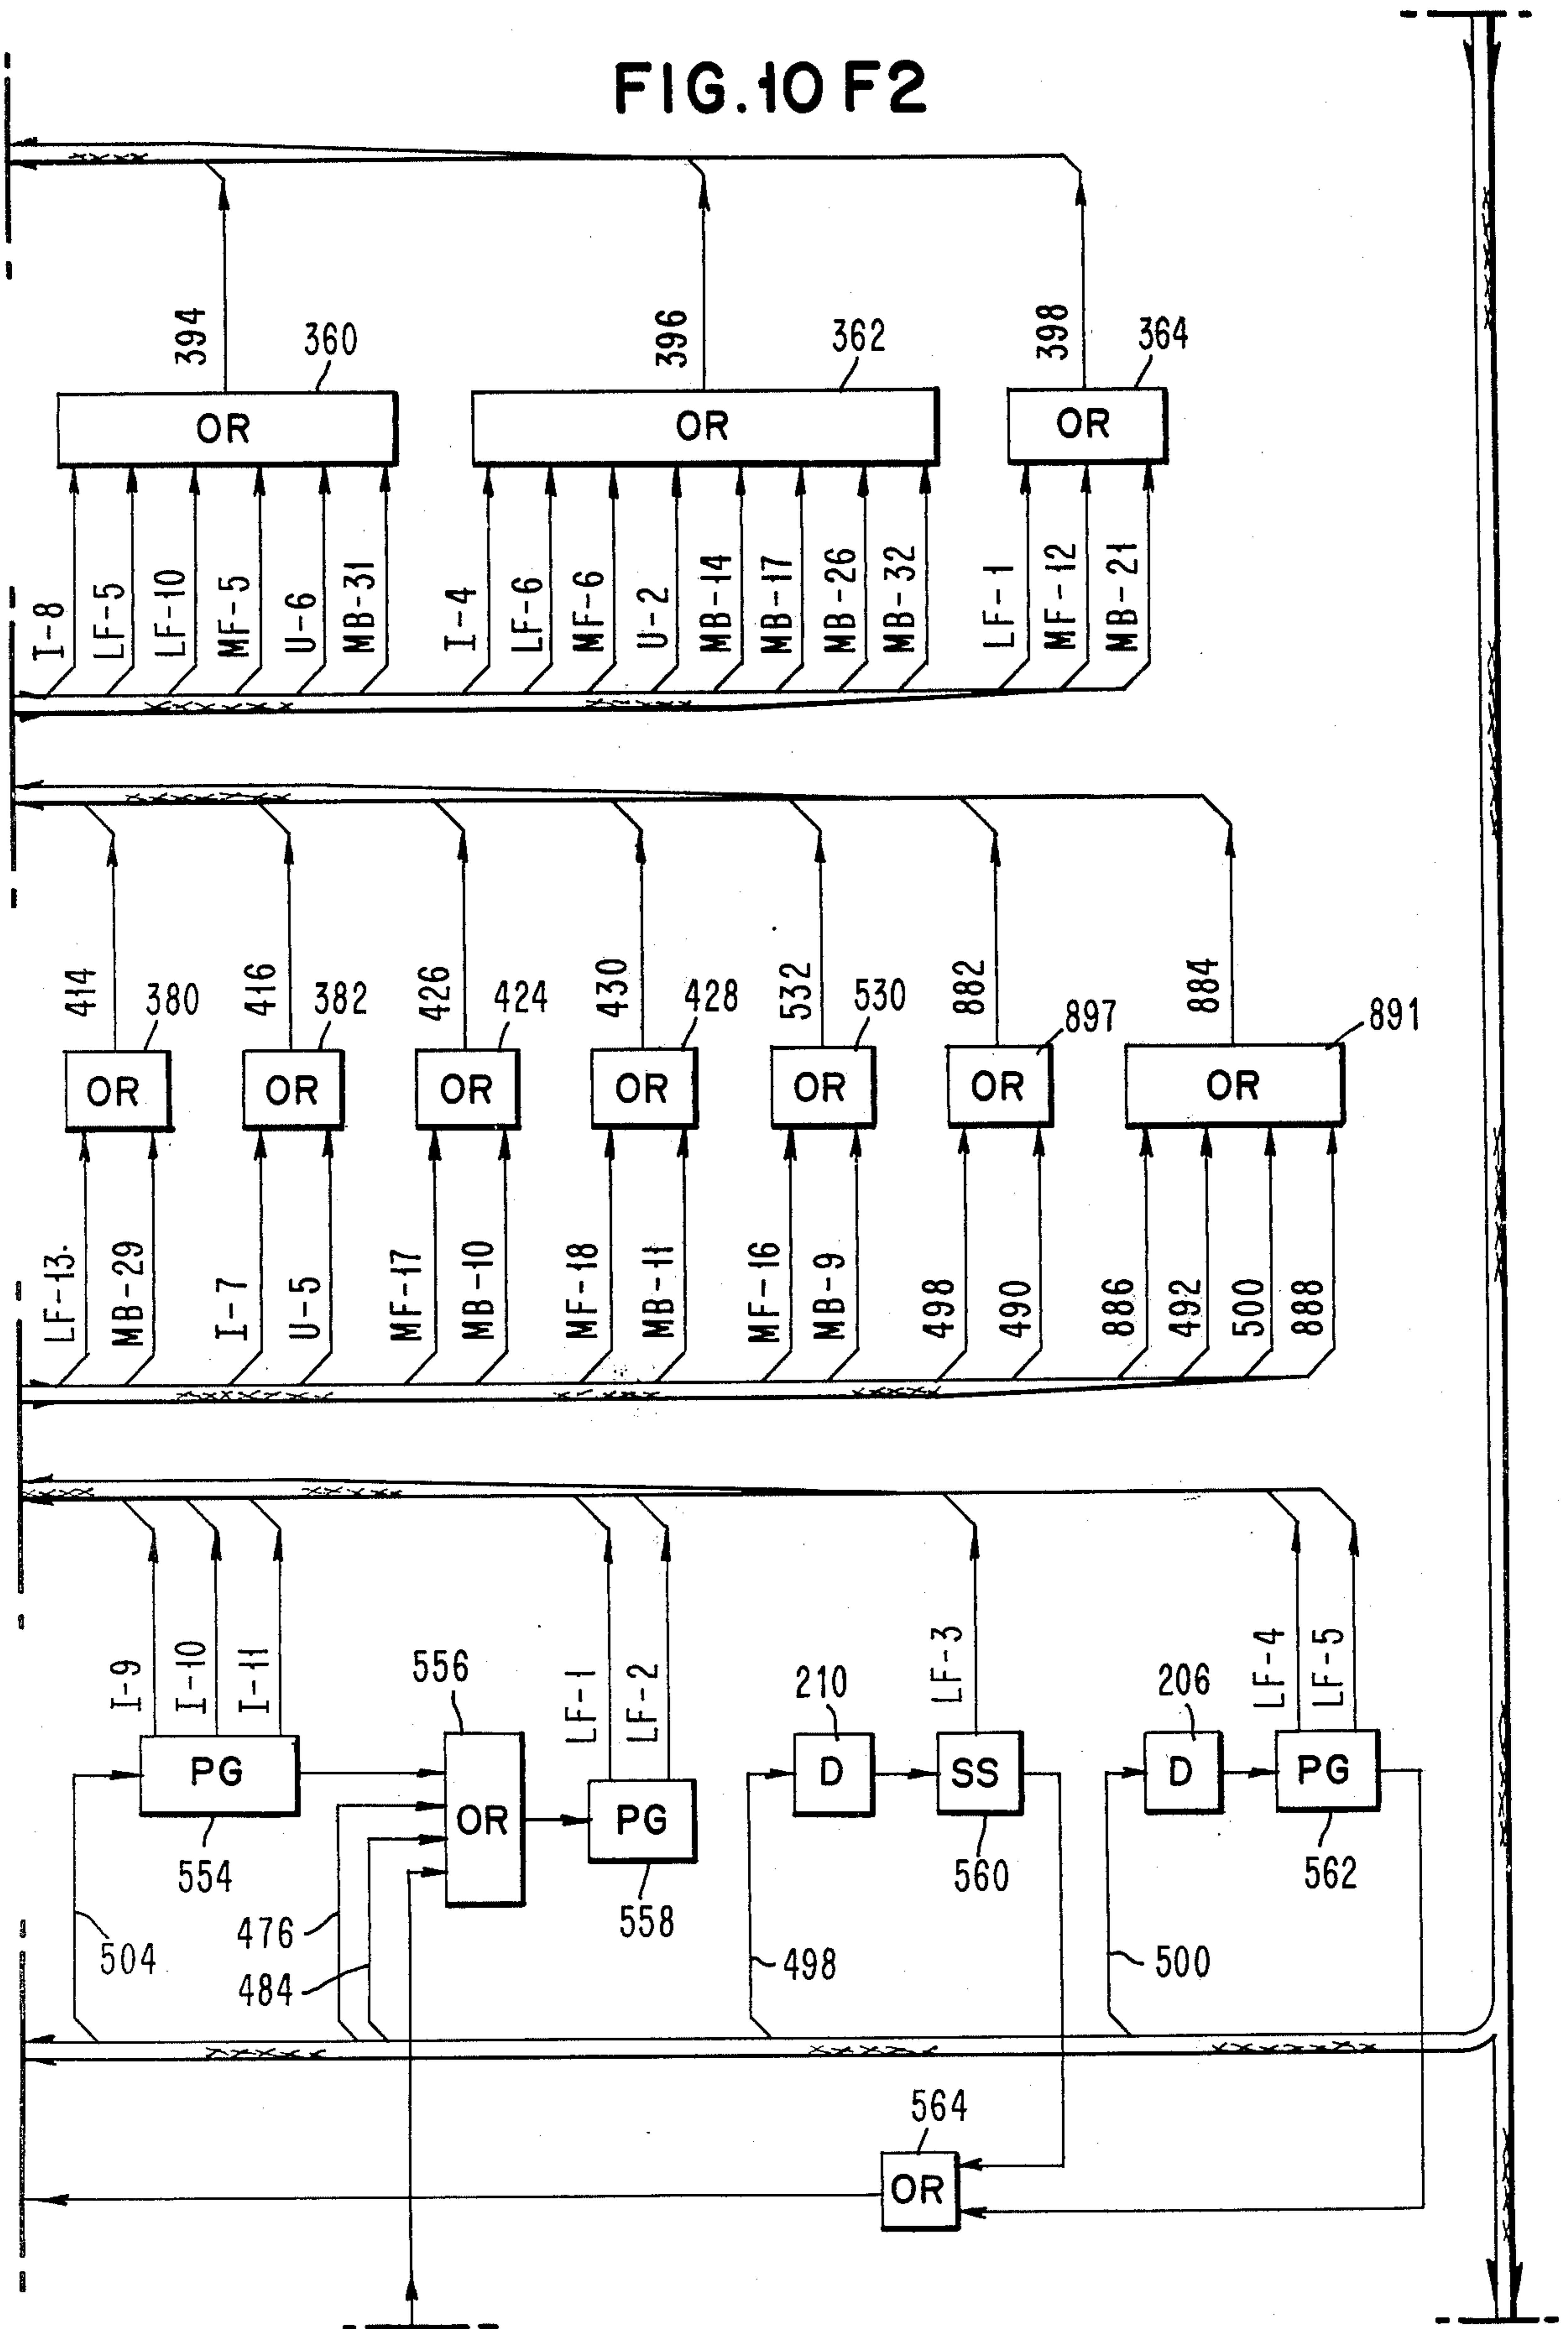 FIG.10 F2
394
360
396
362
398
364
OR
OR
OR
I-8
LF-5
LF-10
MF-5
U-6
MB-31
I-4
LF-6
MF-6
U-2
MB-14
MB-17
MB-26
MB-32
LF-1
MF-12
MB-21
414
380
416
382
426
424
430
428
532
530
882
897
884
891
OR
OR
OR
OR
OR
OR
OR
LF-13
MB-29
I-7
U-5
MF-17
MB-10
MF-18
MB-11
MF-16
MB-9
498
490
886
492
500
888
I-9
I-10
I-11
556
LF-1
LF-2
210
LF-3
206
LF-4
LF-5
PG
OR
PG
D
SS
D
PG
554
558
560
562
504
476
484
498
500
564
OR